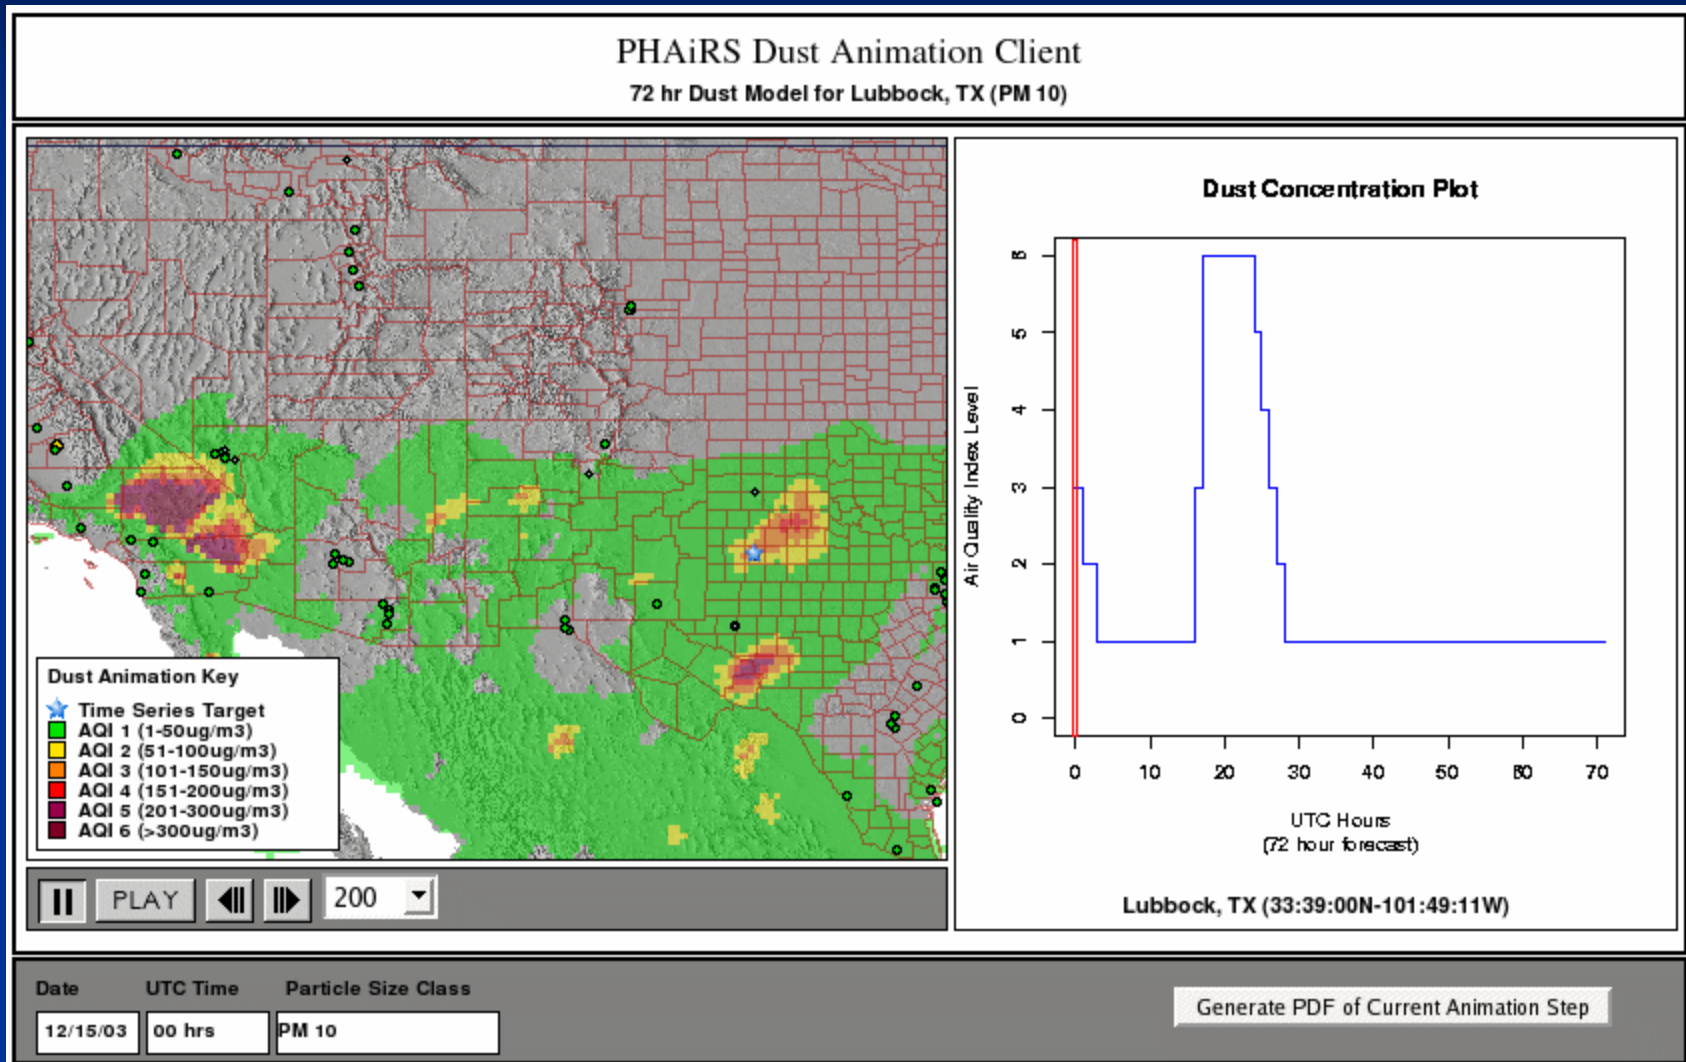 PHAiRS Dust Animation Client
72 hr Dust Model for Lubbock, TX (PM 10)
Dust Animation Key
Time Series Target
AQI 1 (1-50ug/m3)
AQI 2 (51-100ug/m3)
AQI 3 (101-150ug/m3)
AQI 4 (151-200ug/m3)
AQI 5 (201-300ug/m3)
AQI 6 (>300ug/m3)
PLAY
200
Dust Concentration Plot
Air Quality Index Level
6
5
4
3
2
1
0
0 10 20 30 40 50 60 70
UTC Hours
(72 hour forecast)
Lubbock, TX (33:39:00N-101:49:11W)
Date UTC Time Particle Size Class
12/15/03 00 hrs PM 10
Generate PDF of Current Animation Step